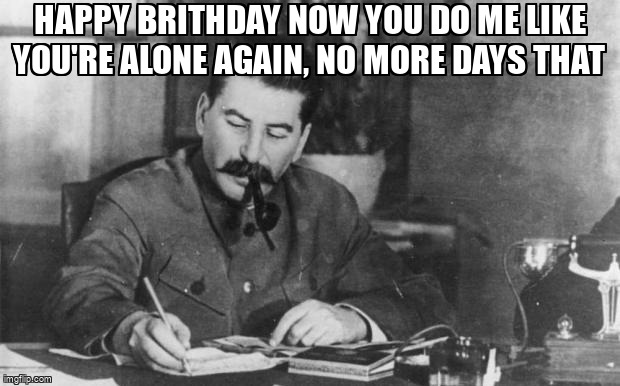 HAPPY BRITHDAY NOW YOU DO ME LIKE
YOU'RE ALONE AGAIN, NO MORE DAYS THAT
imgflip.com